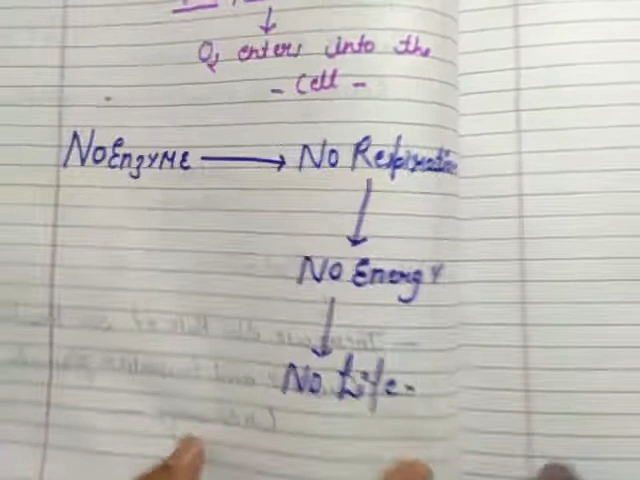 O₂ enters into the
- Cell -
No Enzyme → No Respiration
↓
No Energy
↓
No Life.